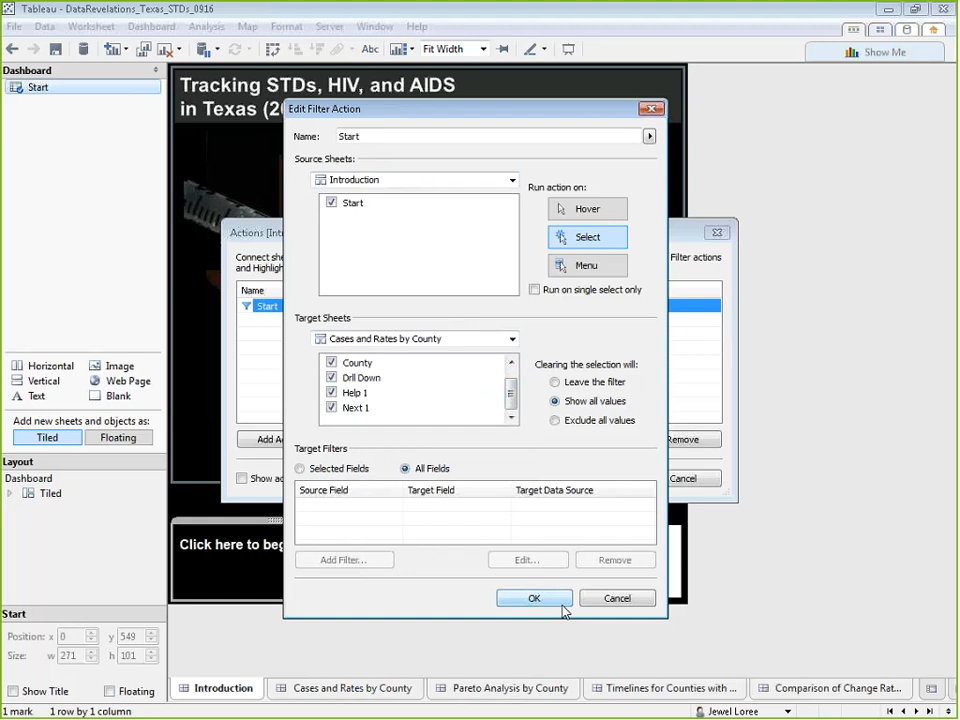 Tableau - DataRevelations_Texas_STDs_0916
File Data Worksheet Dashboard Analysis Map Format Server Window Help
Abc Fit Width Show Me
Dashboard
Start
Tracking STDs, HIV, and AIDS
in Texas (20
Edit Filter Action
Name: Start
Source Sheets:
Introduction
Start
Run action on:
Hover
Select
Menu
Run on single select only
Actions [Int
Connect she
and Highligh
Filter actions
Name
Start
Target Sheets
Cases and Rates by County
County
Drill Down
Help 1
Next 1
Clearing the selection will:
Leave the filter
Show all values
Exclude all values
Horizontal Image
Vertical Web Page
Text Blank
Add new sheets and objects as:
Tiled Floating
Add Ac
Remove
Target Filters
Selected Fields All Fields
Layout
Dashboard
Tiled
Show ac
Cancel
Source Field Target Field Target Data Source
Click here to beg
Add Filter... Edit... Remove
OK Cancel
Start
Position: x 0 y 549
Size: w 271 h 101
Show Title Floating
Introduction Cases and Rates by County Pareto Analysis by County Timelines for Counties with ... Comparison of Change Rat...
1 mark 1 row by 1 column Jewel Loree